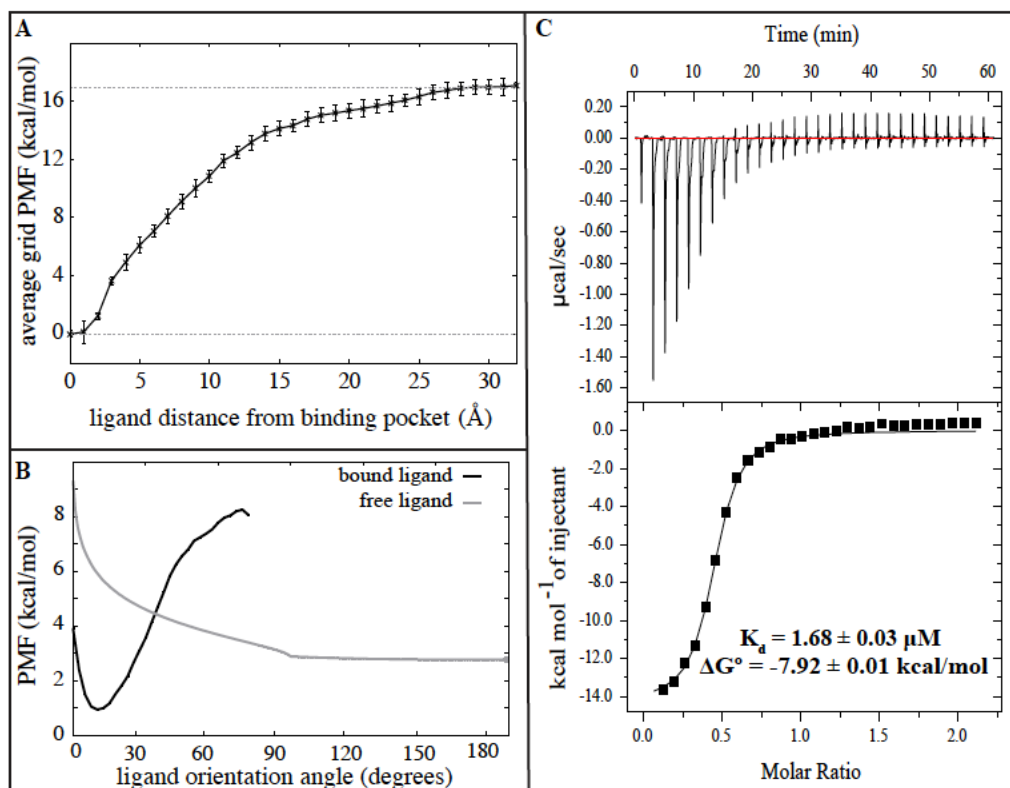 A
average grid PMF (kcal/mol)
16
12
8
4
0
0 5 10 15 20 25 30
ligand distance from binding pocket (Å)
B
bound ligand
free ligand
PMF (kcal/mol)
8
6
4
2
0
0 30 60 90 120 150 180
ligand orientation angle (degrees)
C
Time (min)
0 10 20 30 40 50 60
0.20
0.00
-0.20
-0.40
-0.60
-0.80
-1.00
-1.20
-1.40
-1.60
µcal/sec
0.0
-2.0
-4.0
-6.0
-8.0
-10.0
-12.0
-14.0
kcal mol⁻¹ of injectant
K_d = 1.68 ± 0.03 µM
ΔG° = -7.92 ± 0.01 kcal/mol
0.0 0.5 1.0 1.5 2.0
Molar Ratio